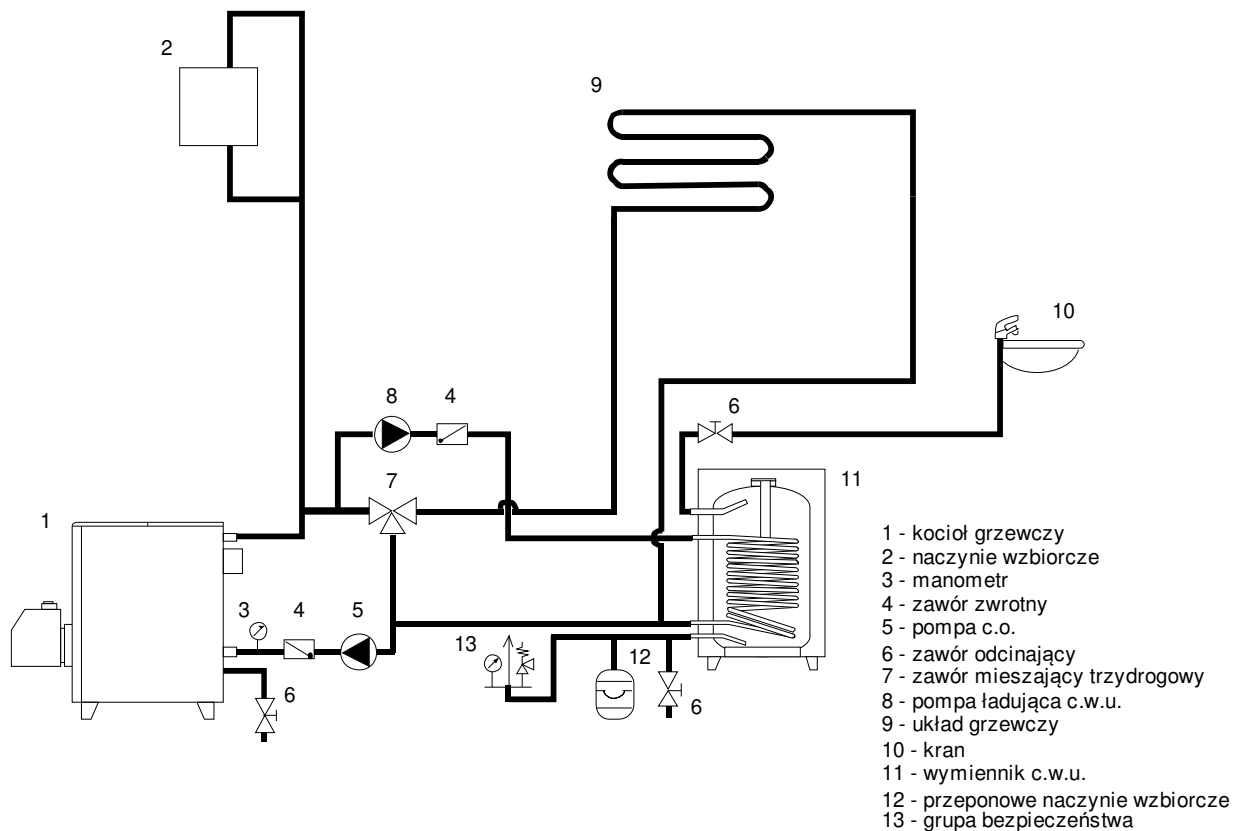 2
9
10
8
4
6
7
11
1
3
4
5
13
12
6
6
1 - kocioł grzewczy
2 - naczynie wzbiorcze
3 - manometr
4 - zawór zwrotny
5 - pompa c.o.
6 - zawór odcinający
7 - zawór mieszający trzydrogowy
8 - pompa ładująca c.w.u.
9 - układ grzewczy
10 - kran
11 - wymiennik c.w.u.
12 - przeponowe naczynie wzbiorcze
13 - grupa bezpieczeństwa